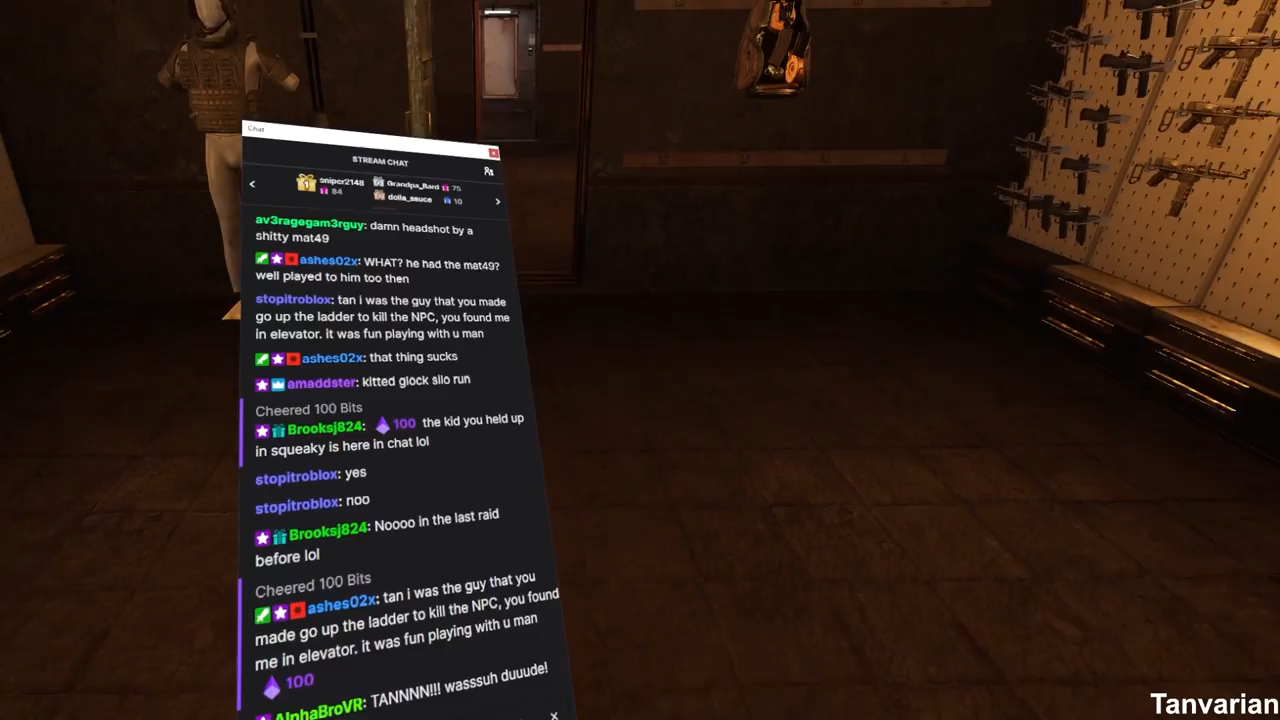 Chat
STREAM CHAT
sniper2148
84
Grandpa_Bard 75
dolla_sauce 10
av3ragegam3rguy: damn headshot by a
shitty mat49
ashes02x: WHAT? he had the mat49?
well played to him too then
stopitroblox: tan i was the guy that you made
go up the ladder to kill the NPC, you found me
in elevator. it was fun playing with u man
ashes02x: that thing sucks
amaddster: kitted glock silo run
Cheered 100 Bits
Brooksj824: 100 the kid you held up
in squeaky is here in chat lol
stopitroblox: yes
stopitroblox: noo
Brooksj824: Noooo in the last raid
before lol
Cheered 100 Bits
ashes02x: tan i was the guy that you
made go up the ladder to kill the NPC, you found
me in elevator. it was fun playing with u man
100
AlphaBroVR: TANNNN!!! wasssuh duuude!
Tanvarian